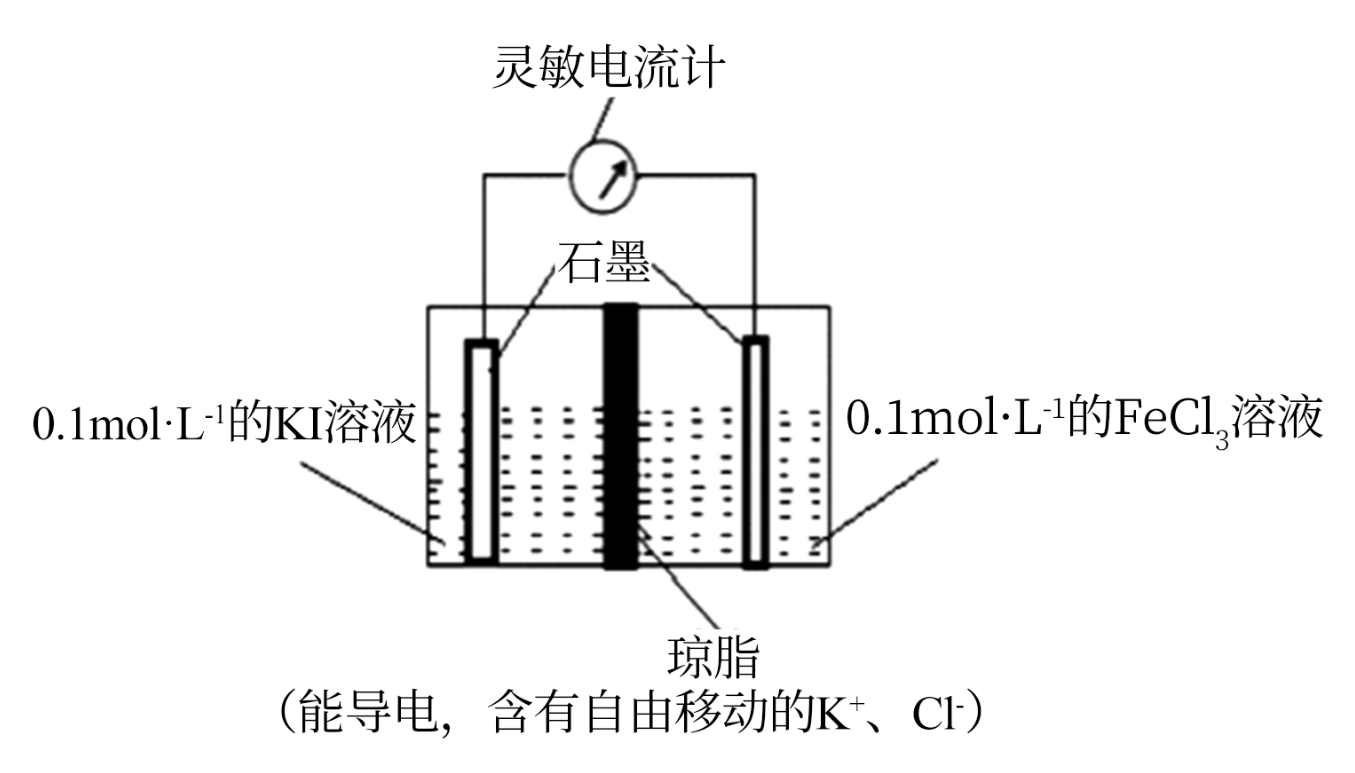 灵敏电流计
石墨
0.1mol·L-1的KI溶液
0.1mol·L-1的FeCl3溶液
琼脂
（能导电，含有自由移动的K+、Cl-）